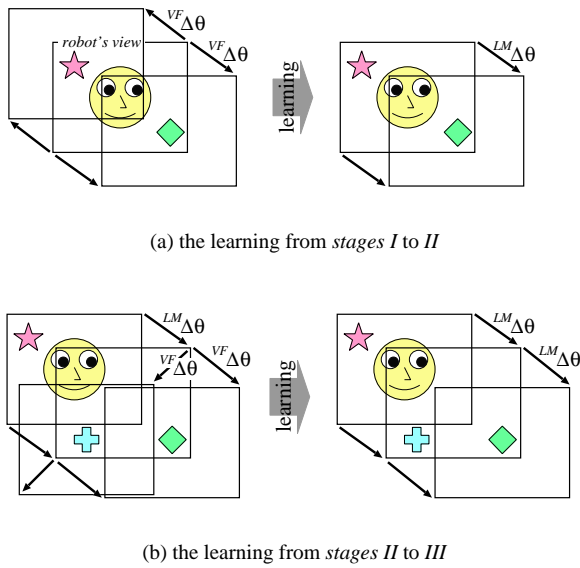 VFΔθ
robot's view VFΔθ
LMΔθ
learning
(a) the learning from stages I to II
LMΔθ
VFΔθ VFΔθ
LMΔθ
LMΔθ
learning
(b) the learning from stages II to III